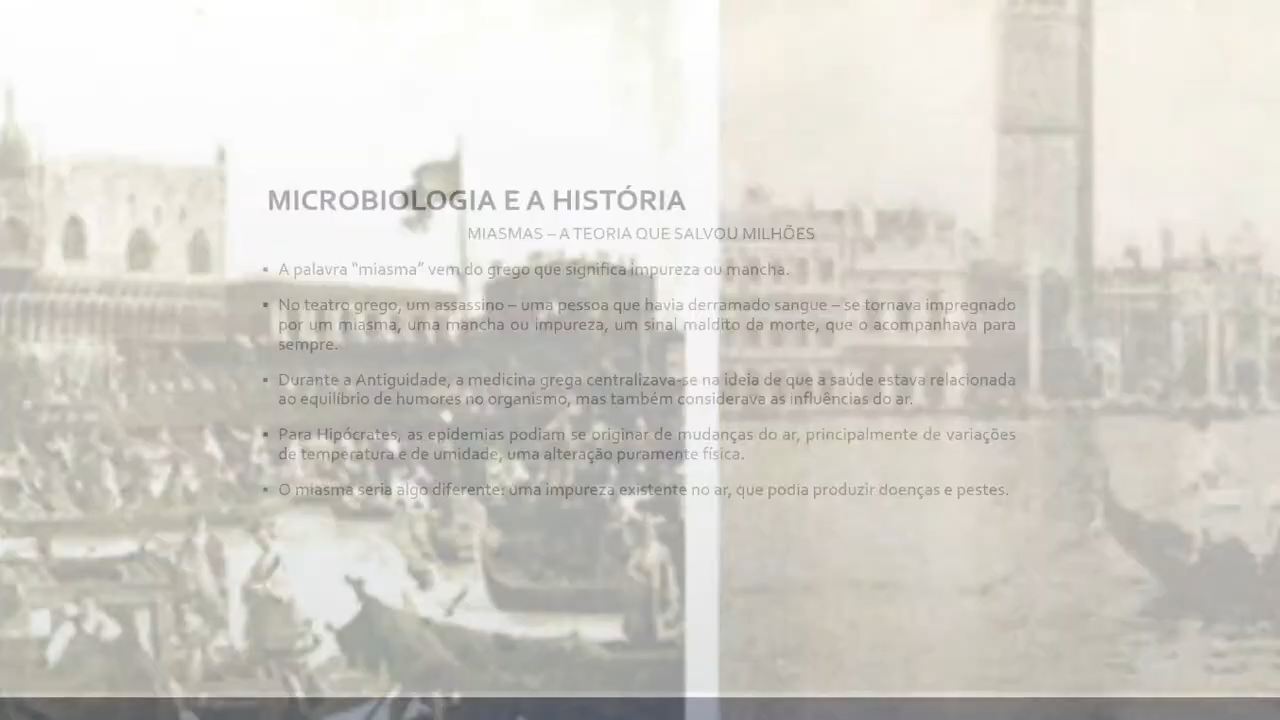 MICROBIOLOGIA E A HISTÓRIA
MIASMAS – A TEORIA QUE SALVOU MILHÕES
▪ A palavra “miasma” vem do grego que significa impureza ou mancha.
▪ No teatro grego, um assassino – uma pessoa que havia derramado sangue – se tornava impregnado
por um miasma, uma mancha ou impureza, um sinal maldito da morte, que o acompanhava para
sempre.
▪ Durante a Antiguidade, a medicina grega centralizava-se na ideia de que a saúde estava relacionada
ao equilíbrio de humores no organismo, mas também considerava as influências do ar.
▪ Para Hipócrates, as epidemias podiam se originar de mudanças do ar, principalmente de variações
de temperatura e de umidade, uma alteração puramente física.
▪ O miasma seria algo diferente: uma impureza existente no ar, que podia produzir doenças e pestes.